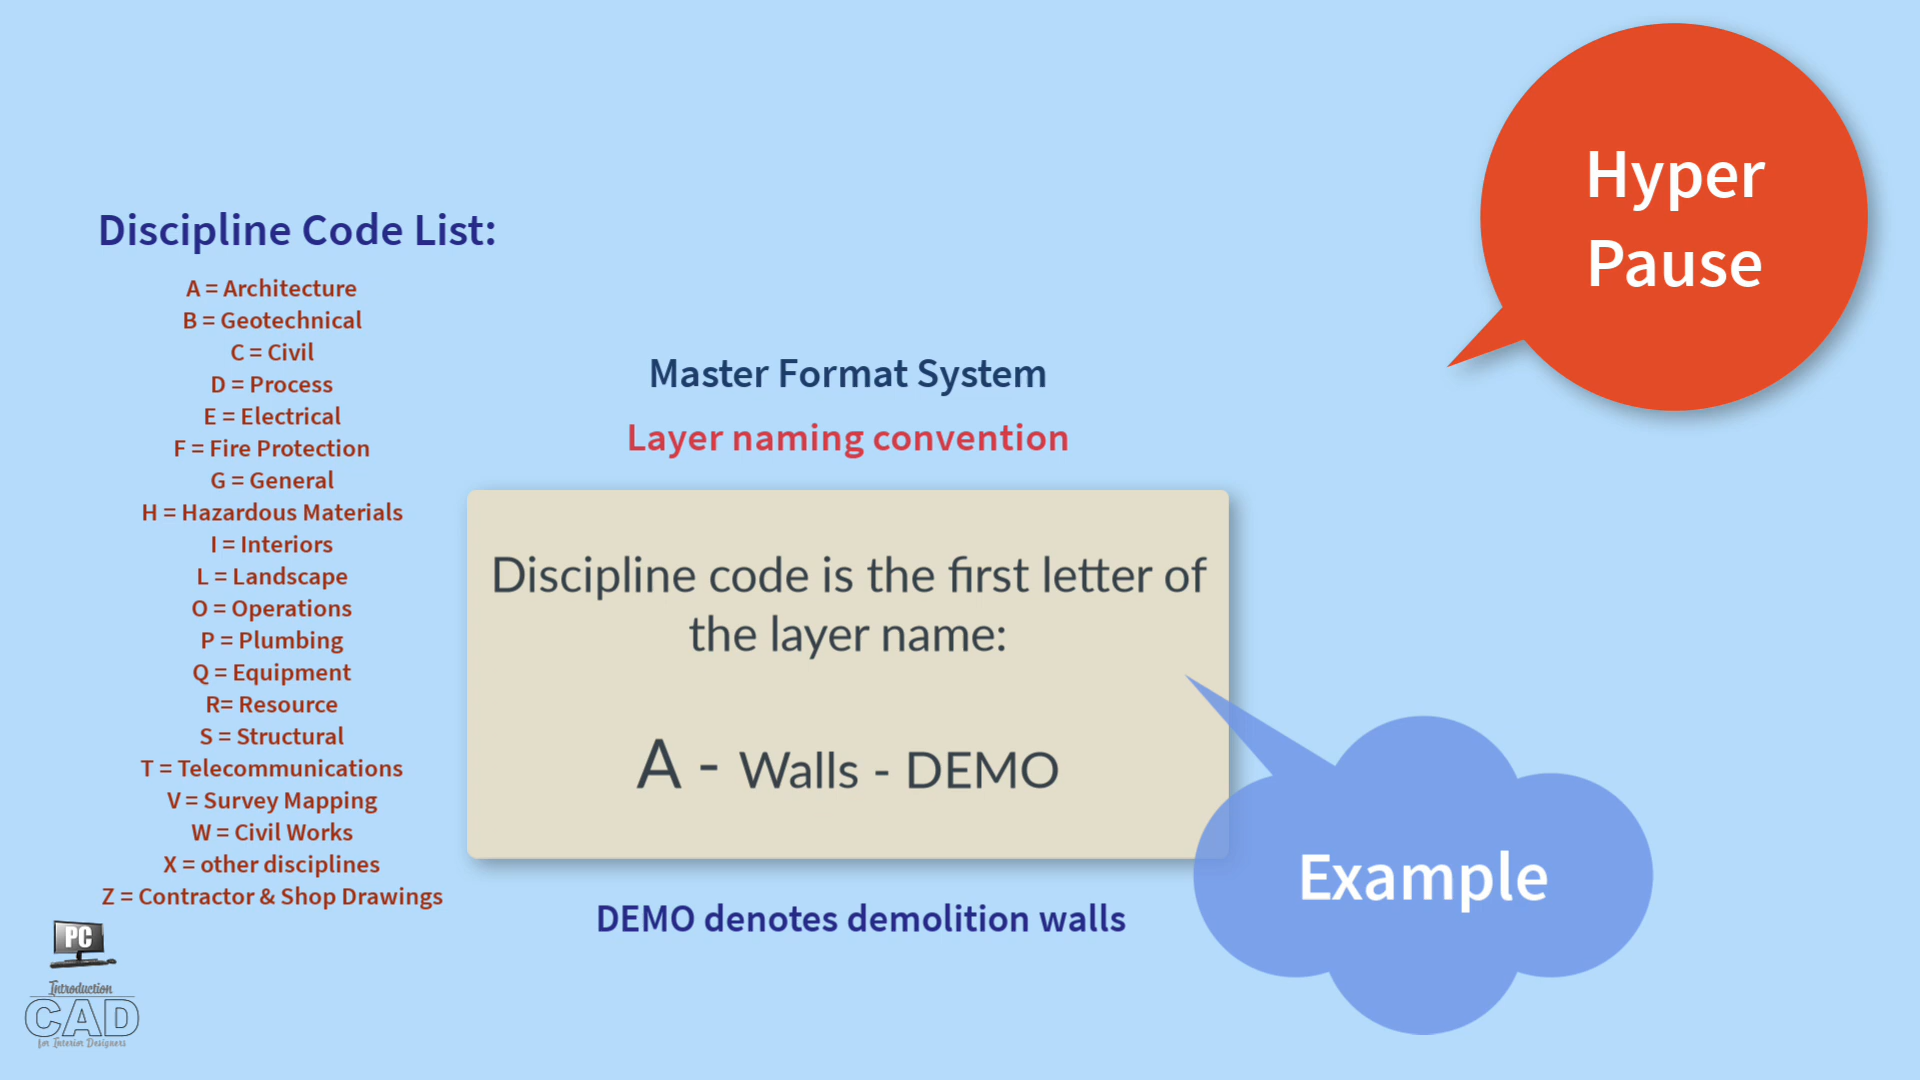 Hyper
Pause
Discipline Code List:
A = Architecture
B = Geotechnical
C = Civil
D = Process
E = Electrical
F = Fire Protection
G = General
H = Hazardous Materials
I = Interiors
L = Landscape
O = Operations
P = Plumbing
Q = Equipment
R= Resource
S = Structural
T = Telecommunications
V = Survey Mapping
W = Civil Works
X = other disciplines
Z = Contractor & Shop Drawings
Master Format System
Layer naming convention
Discipline code is the first letter of
the layer name:
A - Walls - DEMO
Example
DEMO denotes demolition walls
PC
Introduction
CAD
for Interior Designers